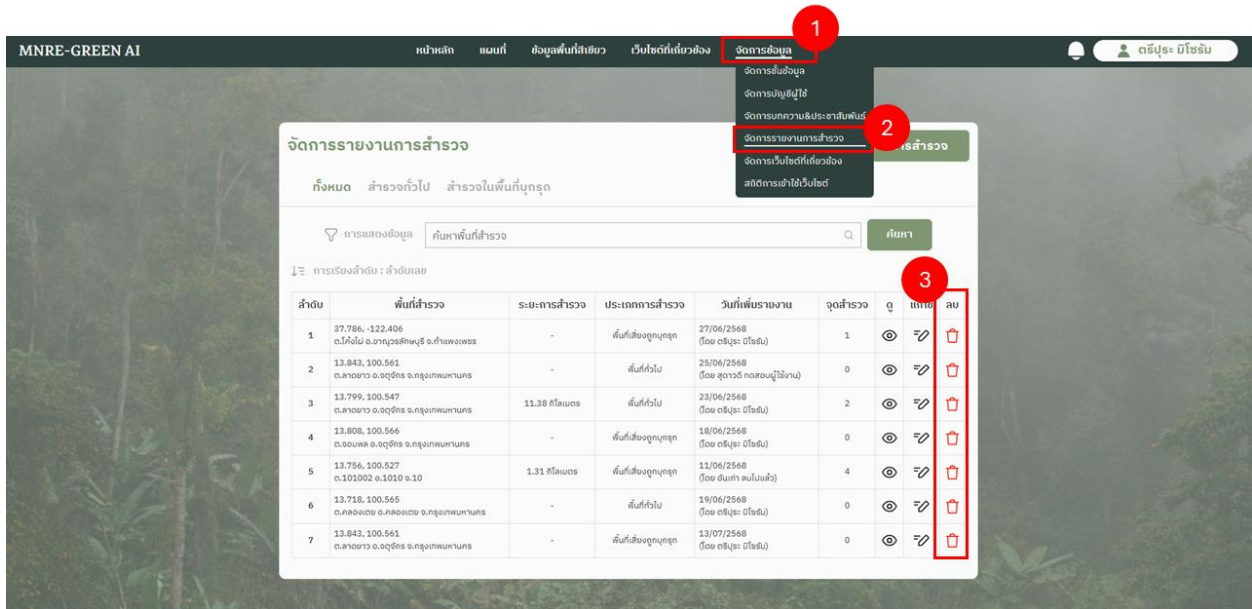 1
MNRE-GREEN AI
หน้าหลัก แผนที่ ข้อมูลพื้นที่สีเขียว เว็บไซต์ที่เกี่ยวข้อง จัดการข้อมูล
ตรีปุระ มิโซรัม
จัดการชั้นข้อมูล
จัดการบัญชีผู้ใช้
จัดการบทความ&ประชาสัมพันธ์
2
จัดการรายงานการสำรวจ
จัดการเว็บไซต์ที่เกี่ยวข้อง
สถิติการเข้าใช้เว็บไซต์
จัดการรายงานการสำรวจ
ทั้งหมด สำรวจทั่วไป สำรวจในพื้นที่บุกรุก
การแสดงข้อมูล ค้นหาพื้นที่สำรวจ ค้นหา
การเรียงลำดับ : ลำดับเลข
3
ลำดับ พื้นที่สำรวจ ระยะการสำรวจ ประเภทการสำรวจ วันที่เพิ่มรายงาน จุดสำรวจ ดู แก้ไข ลบ
37.786, -122.406 27/06/2568
1 - พื้นที่เสี่ยงถูกบุกรุก 1
ต.โค้งไผ่ อ.ขาณุวรลักษบุรี จ.กำแพงเพชร (โดย ตรีปุระ มิโซรัม)
13.843, 100.561 25/06/2568
2 - พื้นที่ทั่วไป 0
ต.ลาดยาว อ.จตุจักร จ.กรุงเทพมหานคร (โดย สุดาวดี ทดสอบผู้ใช้งาน)
13.799, 100.547 23/06/2568
3 11.38 กิโลเมตร พื้นที่ทั่วไป 2
ต.ลาดยาว อ.จตุจักร จ.กรุงเทพมหานคร (โดย ตรีปุระ มิโซรัม)
13.808, 100.566 18/06/2568
4 - พื้นที่เสี่ยงถูกบุกรุก 0
ต.จอมพล อ.จตุจักร จ.กรุงเทพมหานคร (โดย ตรีปุระ มิโซรัม)
13.756, 100.527 11/06/2568
5 1.31 กิโลเมตร พื้นที่เสี่ยงถูกบุกรุก 4
ต.101002 อ.1010 จ.10 (โดย อันเก่า ลบไปแล้ว)
13.718, 100.565 19/06/2568
6 - พื้นที่ทั่วไป 0
ต.คลองเตย อ.คลองเตย จ.กรุงเทพมหานคร (โดย ตรีปุระ มิโซรัม)
13.843, 100.561 13/07/2568
7 - พื้นที่เสี่ยงถูกบุกรุก 0
ต.ลาดยาว อ.จตุจักร จ.กรุงเทพมหานคร (โดย ตรีปุระ มิโซรัม)